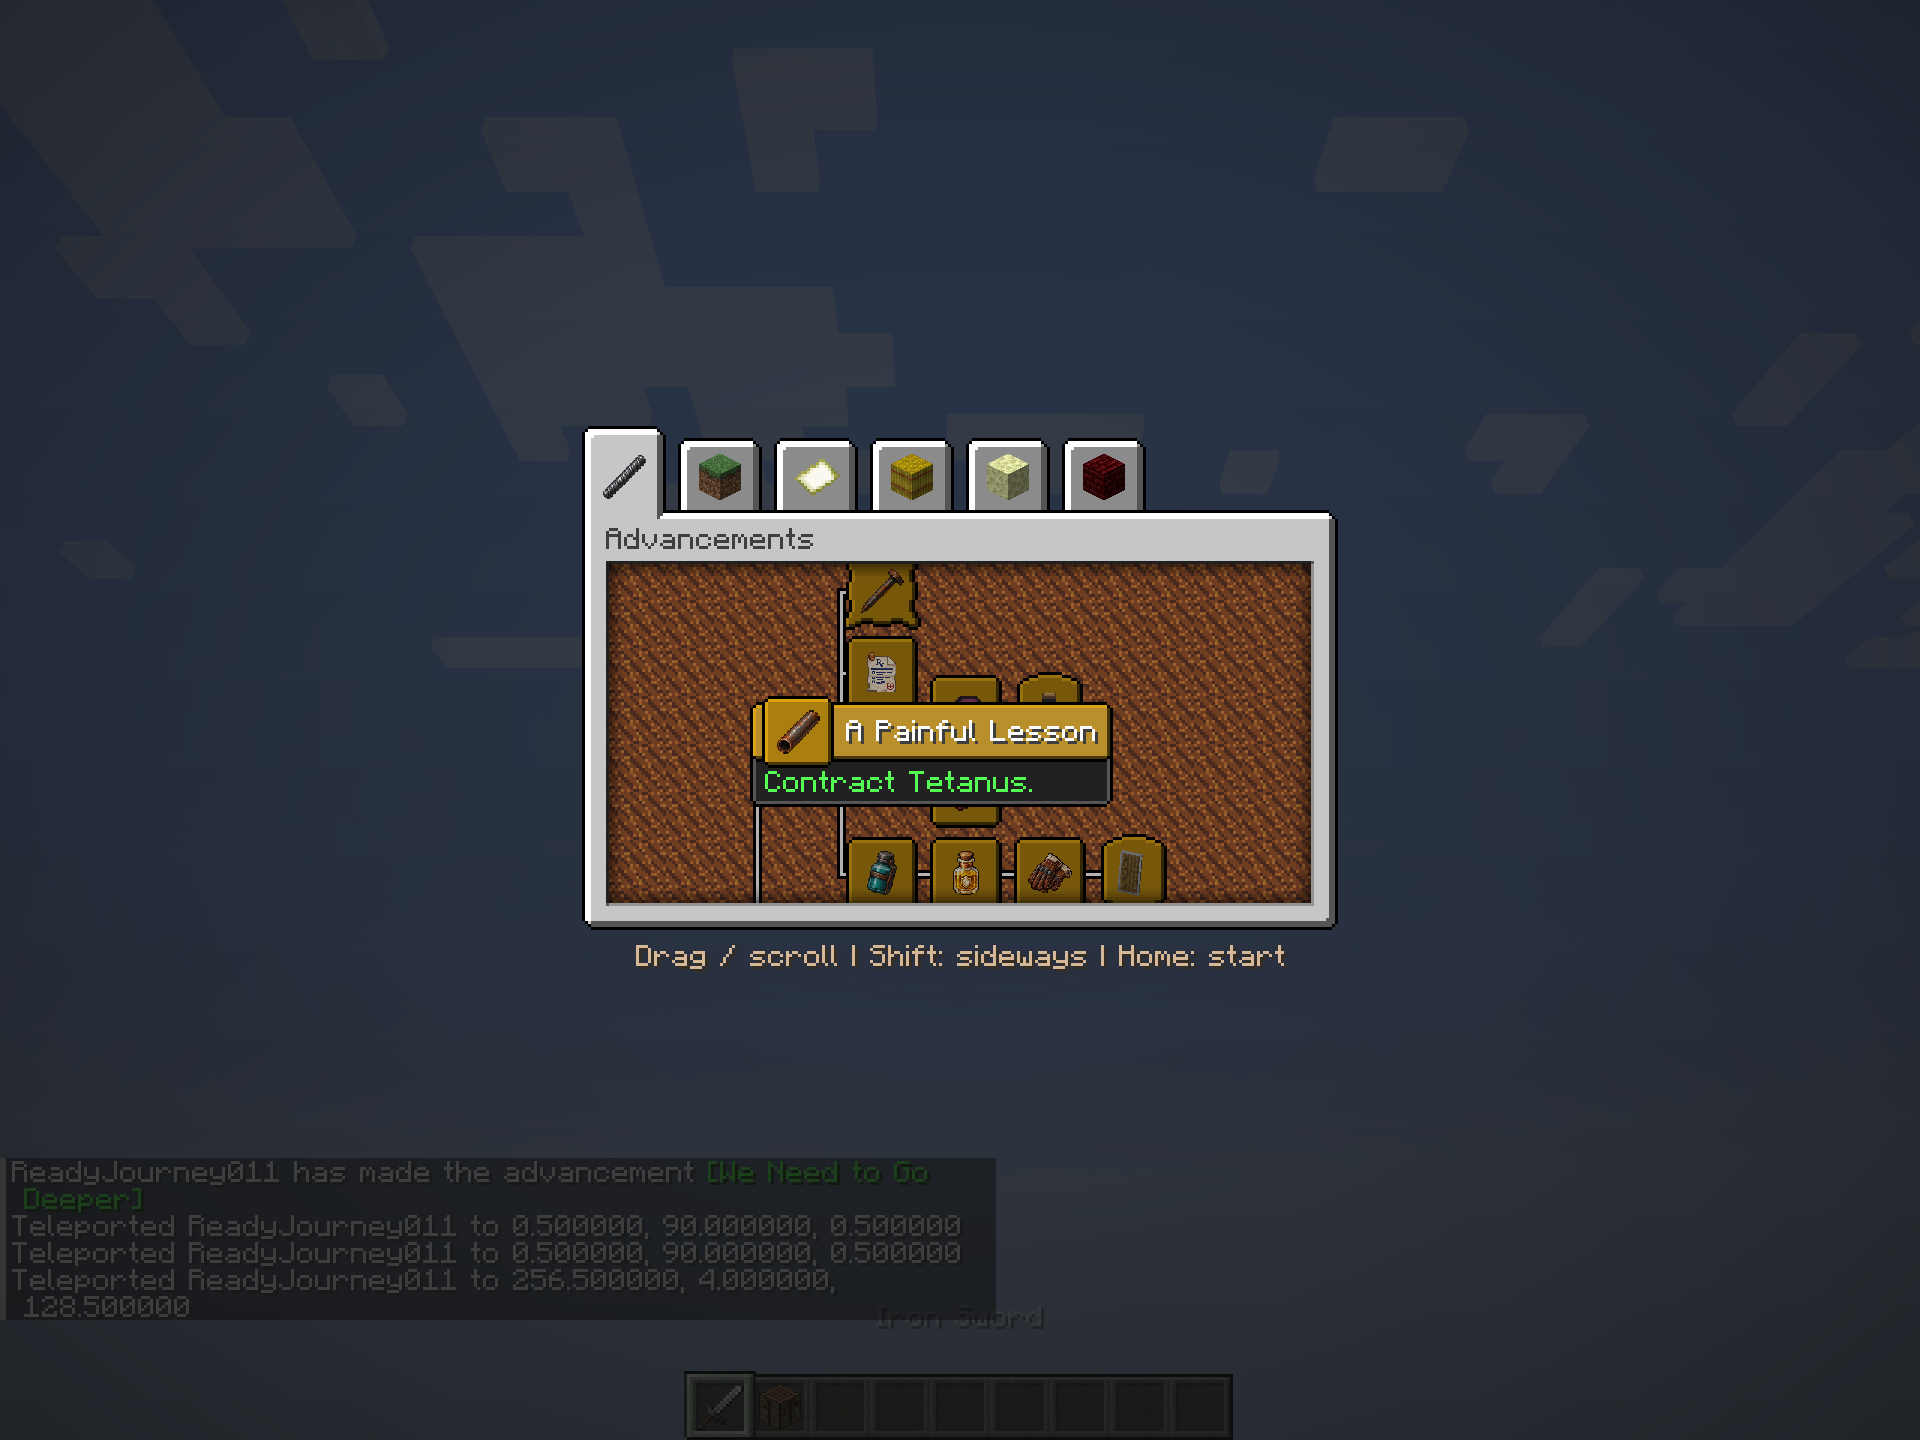 Advancements
A Painful Lesson
Contract Tetanus.
Drag / scroll | Shift: sideways | Home: start
ReadyJourney011 has made the advancement [We Need to Go
Deeper]
Teleported ReadyJourney011 to 0.500000, 90.000000, 0.500000
Teleported ReadyJourney011 to 0.500000, 90.000000, 0.500000
Teleported ReadyJourney011 to 256.500000, 4.000000,
128.500000
Iron Sword